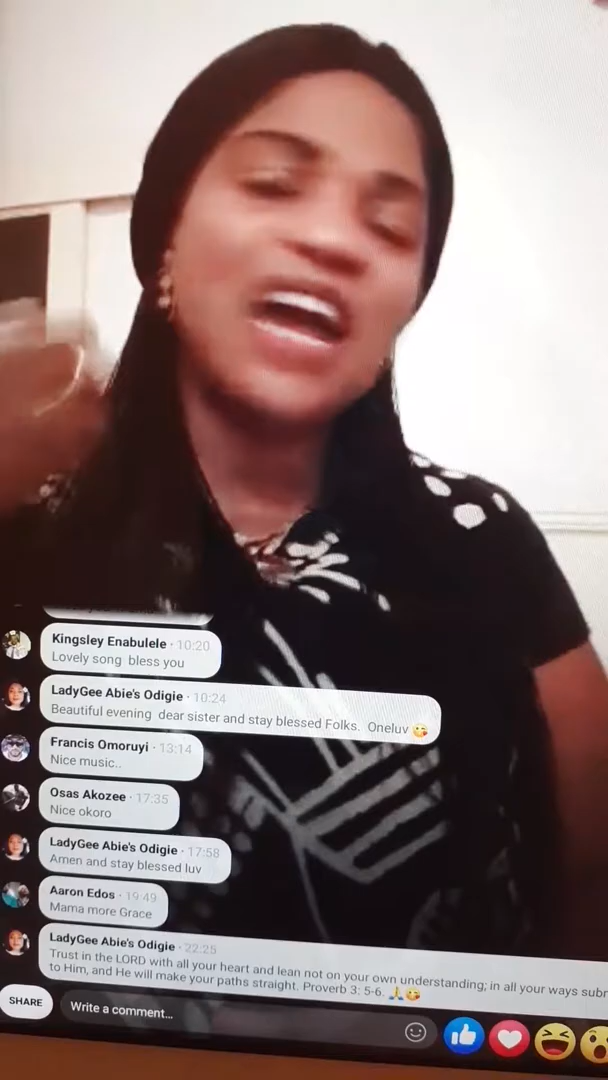 Kingsley Enabulele · 10:20
Lovely song bless you
LadyGee Abie's Odigie · 10:24
Beautiful evening dear sister and stay blessed Folks. Oneluv 😘
Francis Omoruyi · 13:14
Nice music..
Osas Akozee · 17:35
Nice okoro
LadyGee Abie's Odigie · 17:58
Amen and stay blessed luv
Aaron Edos · 19:49
Mama more Grace
LadyGee Abie's Odigie · 22:25
Trust in the LORD with all your heart and lean not on your own understanding; in all your ways
to Him, and He will make your paths straight. Proverb 3: 5-6. 🙏😘
SHARE
Write a comment...